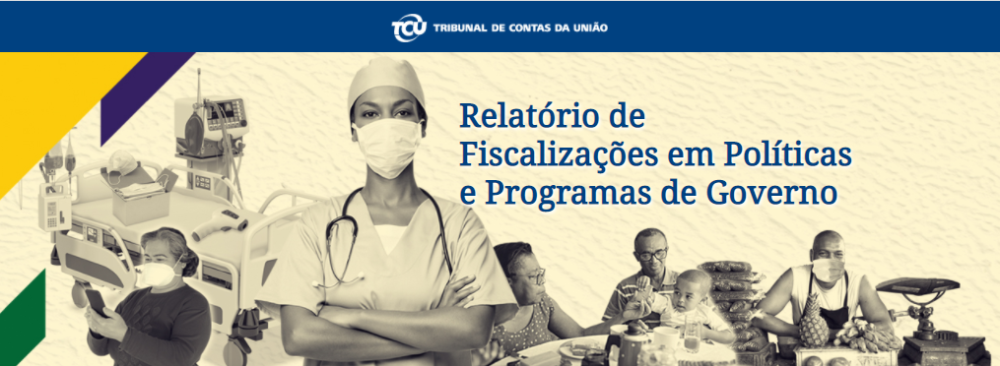 TCU TRIBUNAL DE CONTAS DA UNIÃO
Relatório de
Fiscalizações em Políticas
e Programas de Governo